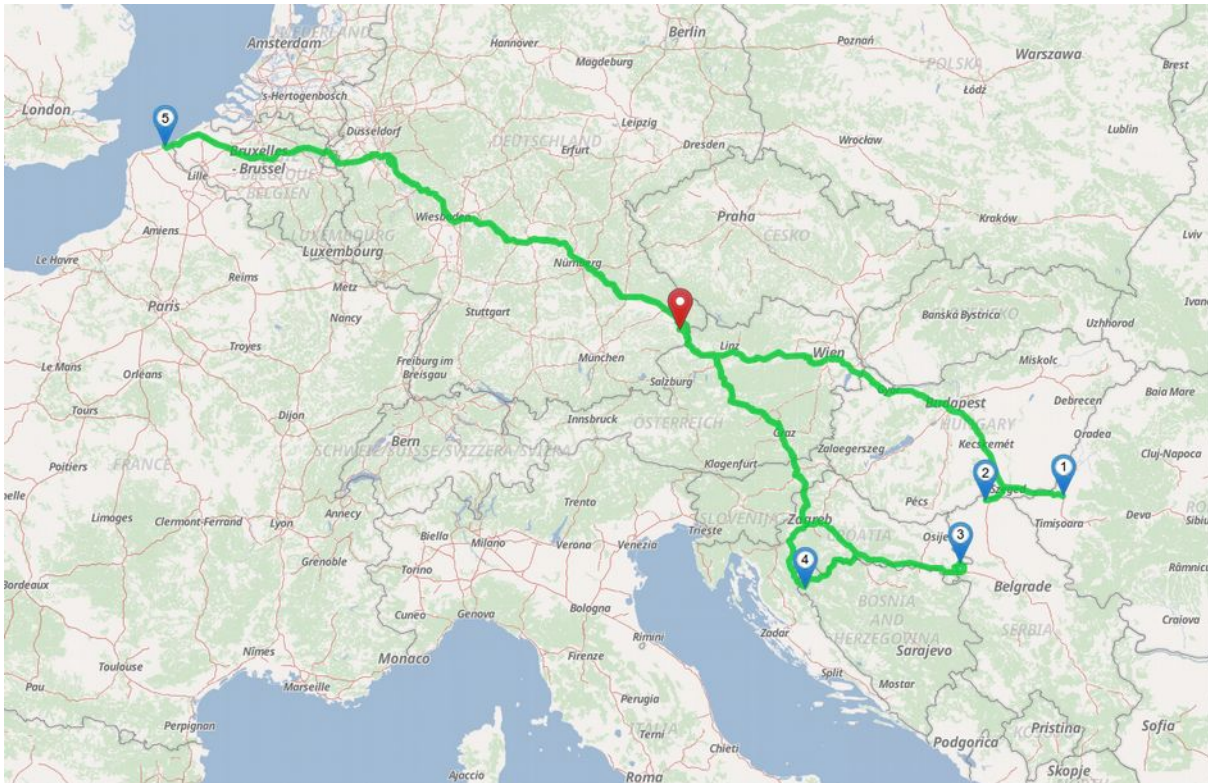 NEDERLAND
Amsterdam
Hannover
Berlin
Poznań
Warszawa
Brest
Magdeburg
POLSKA
Łódź
London
's-Hertogenbosch
5
Düsseldorf
Leipzig
DEUTSCHLAND
Wrocław
Lublin
Bruxelles
- Brussel
Lille
Erfurt
Dresden
BELGIQUE
BELGIEN
Wiesbaden
Praha
Kraków
Amiens
ČESKO
Lviv
Luxembourg
Le Havre
Reims
Nürnberg
Metz
Paris
Stuttgart
Banská Bystrica
Nancy
Uzhhorod
Troyes
Linz
Wien
Le Mans
München
Miskolc
Orleans
Freiburg im
Breisgau
Salzburg
Baia Mare
Tours
Dijon
Innsbruck
ÖSTERREICH
Budapest
Debrecen
HUNGARY
Bern
Graz
Oradea
Kecskemét
Klagenfurt
Zalaegerszeg
Cluj-Napoca
Poitiers
FRANCE
2
1
Szeged
Pécs
Trento
Limoges
Clermont-Ferrand
Lyon
Annecy
Timișoara
Deva
SLOVENIJA
Zagreb
Trieste
CROATIA
Biella
Milano
Verona
Venezia
3
Grenoble
4
Torino
Râmnicu
Bordeaux
Belgrade
BOSNIA
AND
HERZEGOVINA
Cuneo
Genova
Bologna
Craiova
Zadar
SERBIA
Rimini
Sarajevo
Monaco
Nîmes
Firenze
Toulouse
Split
Marseille
Pau
Mostar
Perugia
Perpignan
Pristina
Sofia
Terni
Podgorica
Chieti
Skopje
Ajaccio
Roma